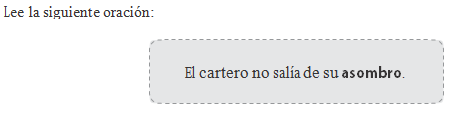 Lee la siguiente oración:
El cartero no salía de su asombro.